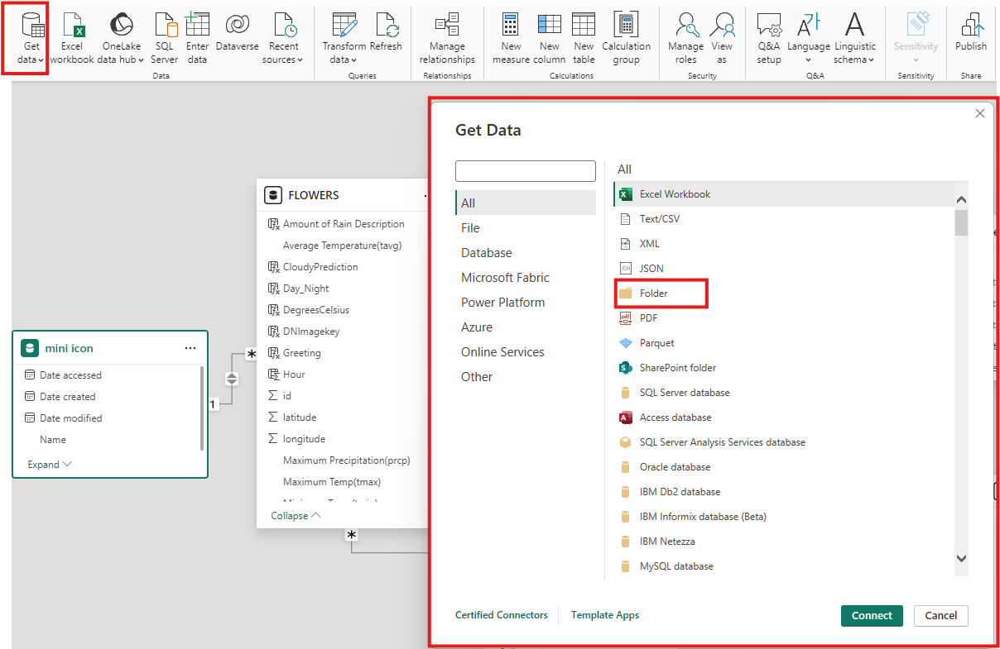 Get
data
Excel
workbook
OneLake
data hub
SQL
Server
Enter
data
Dataverse
Recent
sources
Data
Transform
data
Refresh
Queries
Manage
relationships
Relationships
New
measure
New
column
New
table
Calculation
group
Calculations
Manage
roles
View
as
Security
Q&A
setup
Language
Linguistic
schema
Q&A
Sensitivity
Sensitivity
Publish
Share
mini icon
Date accessed
Date created
Date modified
Name
Expand
1
*
FLOWERS
Amount of Rain Description
Average Temperature(tavg)
CloudyPrediction
Day_Night
DegreesCelsius
DNImagekey
Greeting
Hour
id
latitude
longitude
Maximum Precipitation(prcp)
Maximum Temp(tmax)
Collapse
*
Get Data
All
File
Database
Microsoft Fabric
Power Platform
Azure
Online Services
Other
All
Excel Workbook
Text/CSV
XML
JSON
Folder
PDF
Parquet
SharePoint folder
SQL Server database
Access database
SQL Server Analysis Services database
Oracle database
IBM Db2 database
IBM Informix database (Beta)
IBM Netezza
MySQL database
Certified Connectors
Template Apps
Connect
Cancel